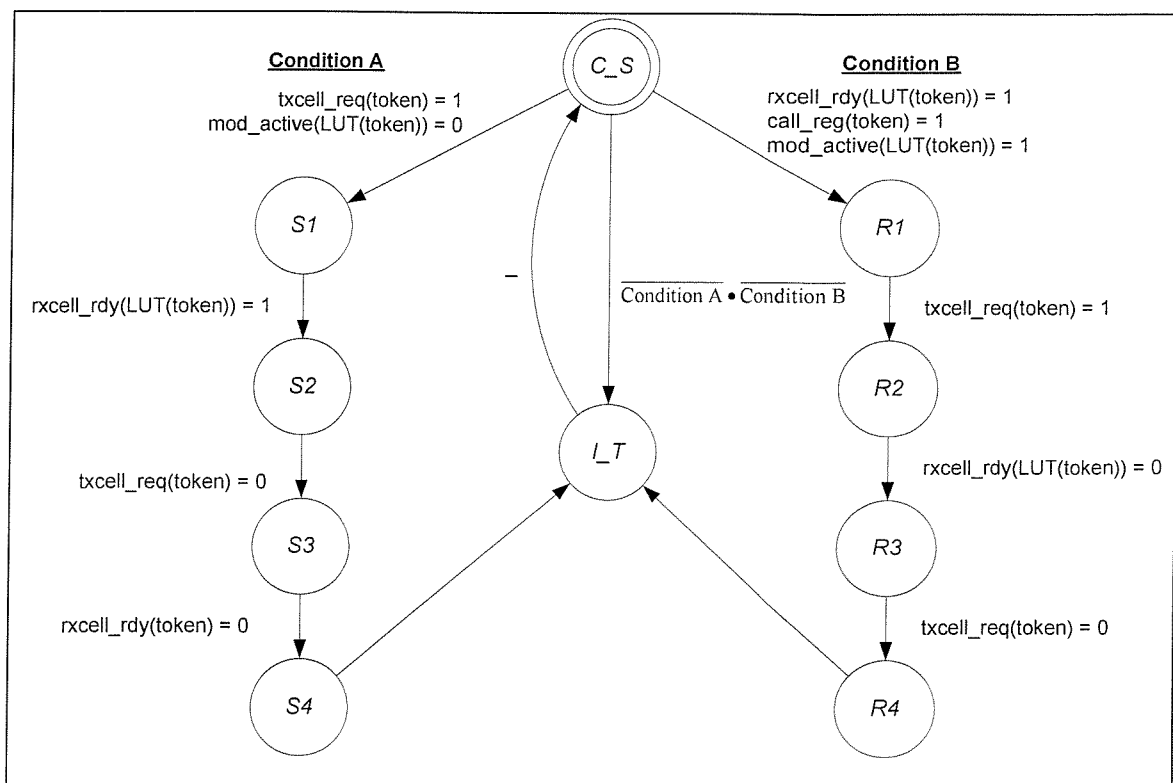 C_S
Condition A
txcell_req(token) = 1
mod_active(LUT(token)) = 0
Condition B
rxcell_rdy(LUT(token)) = 1
call_reg(token) = 1
mod_active(LUT(token)) = 1
S1
R1
–
Condition A • Condition B
rxcell_rdy(LUT(token)) = 1
txcell_req(token) = 1
S2
R2
I_T
txcell_req(token) = 0
rxcell_rdy(LUT(token)) = 0
S3
R3
rxcell_rdy(token) = 0
txcell_req(token) = 0
S4
R4